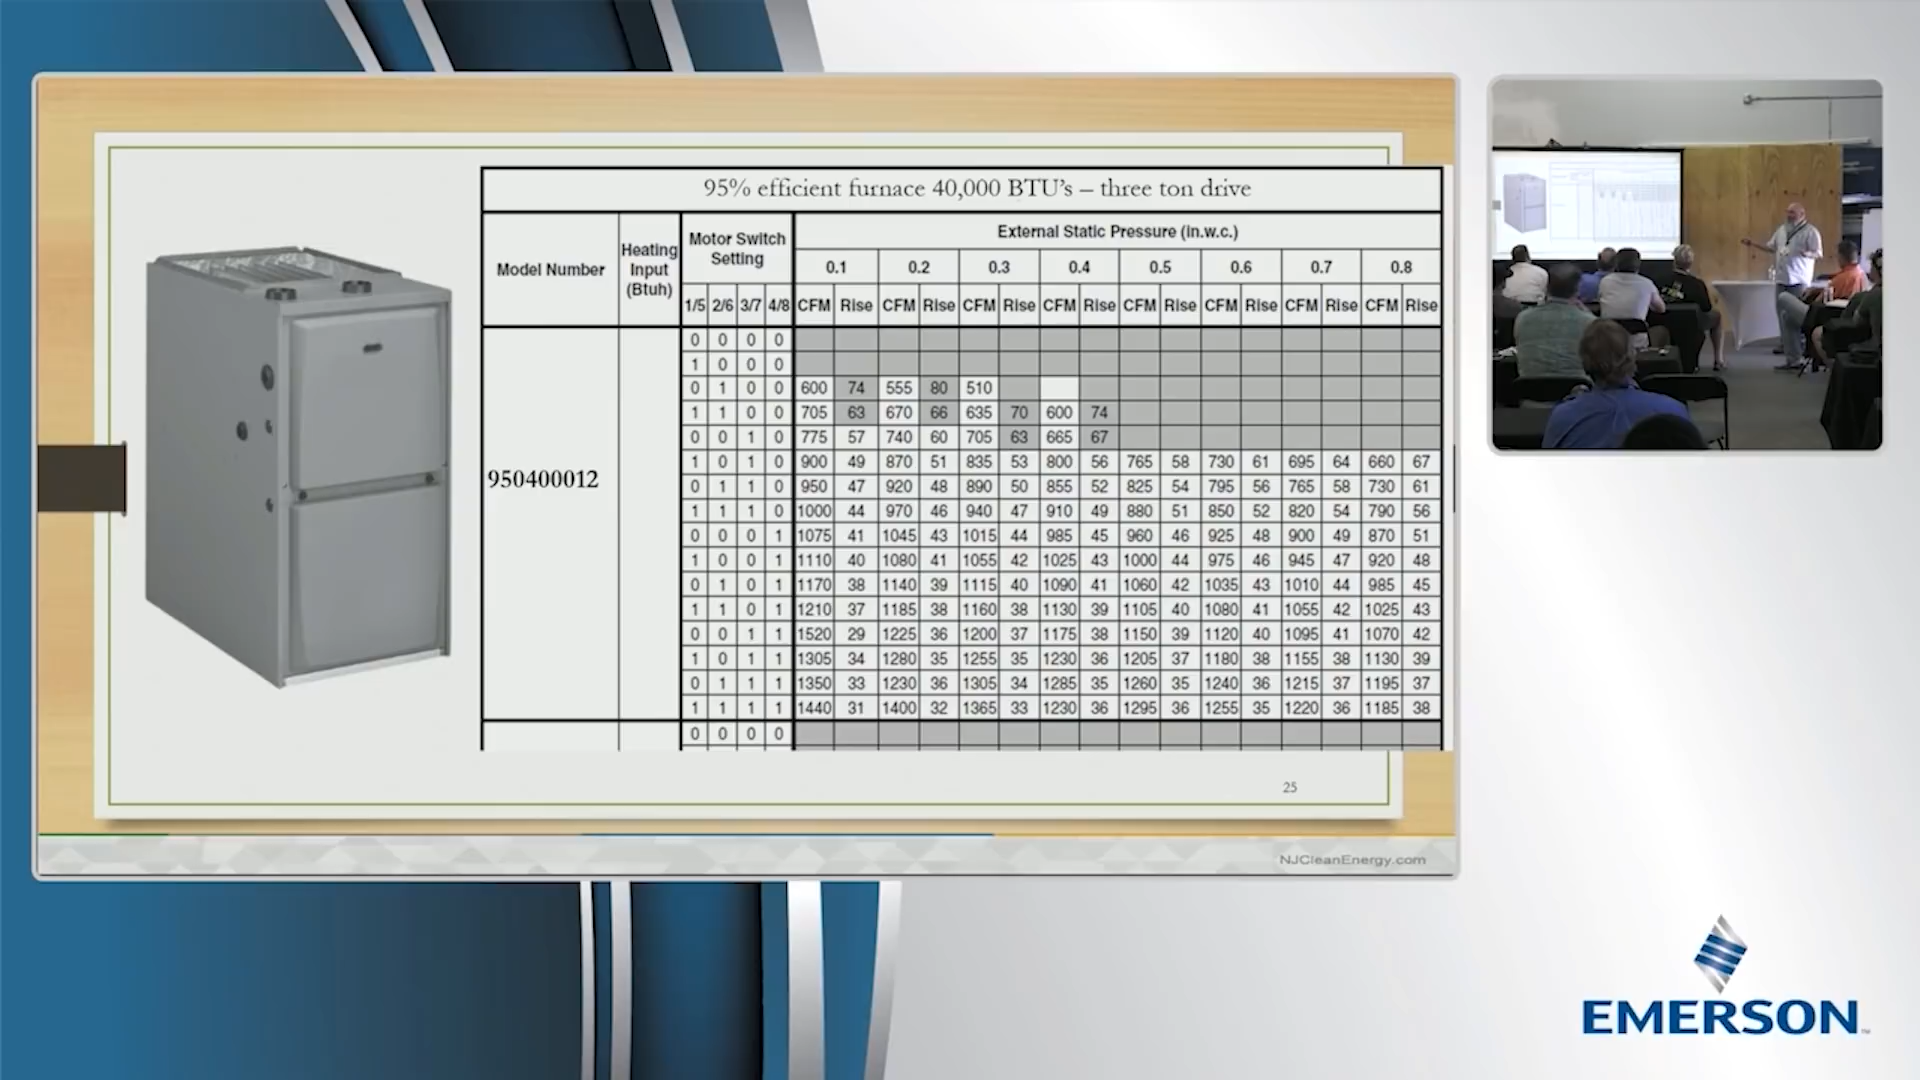 95% efficient furnace 40,000 BTU's – three ton drive
Model Number
Heating
Input
(Btuh)
Motor Switch
Setting
External Static Pressure (in.w.c.)
0.1 0.2 0.3 0.4 0.5 0.6 0.7 0.8
1/5 2/6 3/7 4/8 CFM Rise CFM Rise CFM Rise CFM Rise CFM Rise CFM Rise CFM Rise CFM Rise
0 0 0 0
1 0 0 0
0 1 0 0 600 74 555 80 510
1 1 0 0 705 63 670 66 635 70 600 74
0 0 1 0 775 57 740 60 705 63 665 67
1 0 1 0 900 49 870 51 835 53 800 56 765 58 730 61 695 64 660 67
950400012
0 1 1 0 950 47 920 48 890 50 855 52 825 54 795 56 765 58 730 61
1 1 1 0 1000 44 970 46 940 47 910 49 880 51 850 52 820 54 790 56
0 0 0 1 1075 41 1045 43 1015 44 985 45 960 46 925 48 900 49 870 51
1 0 0 1 1110 40 1080 41 1055 42 1025 43 1000 44 975 46 945 47 920 48
0 1 0 1 1170 38 1140 39 1115 40 1090 41 1060 42 1035 43 1010 44 985 45
1 1 0 1 1210 37 1185 38 1160 38 1130 39 1105 40 1080 41 1055 42 1025 43
0 0 1 1 1520 29 1225 36 1200 37 1175 38 1150 39 1120 40 1095 41 1070 42
1 0 1 1 1305 34 1280 35 1255 35 1230 36 1205 37 1180 38 1155 38 1130 39
0 1 1 1 1350 33 1230 36 1305 34 1285 35 1260 35 1240 36 1215 37 1195 37
1 1 1 1 1440 31 1400 32 1365 33 1230 36 1295 36 1255 35 1220 36 1185 38
0 0 0 0
25
NJCleanEnergy.com
EMERSON